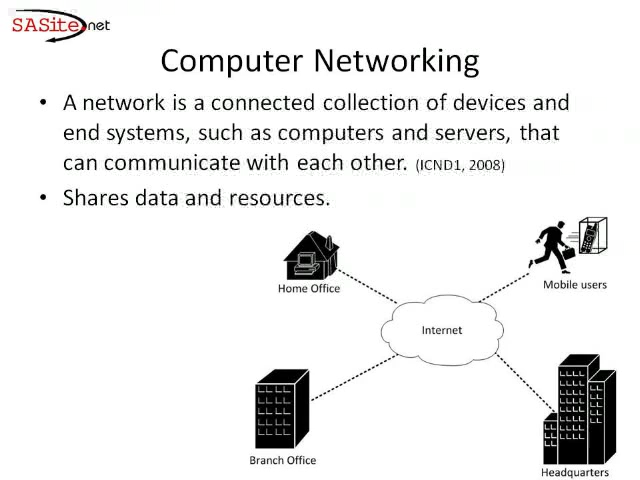 SASite.net
Computer Networking
• A network is a connected collection of devices and
end systems, such as computers and servers, that
can communicate with each other. (ICND1, 2008)
• Shares data and resources.
Home Office
Mobile users
Internet
Branch Office
Headquarters